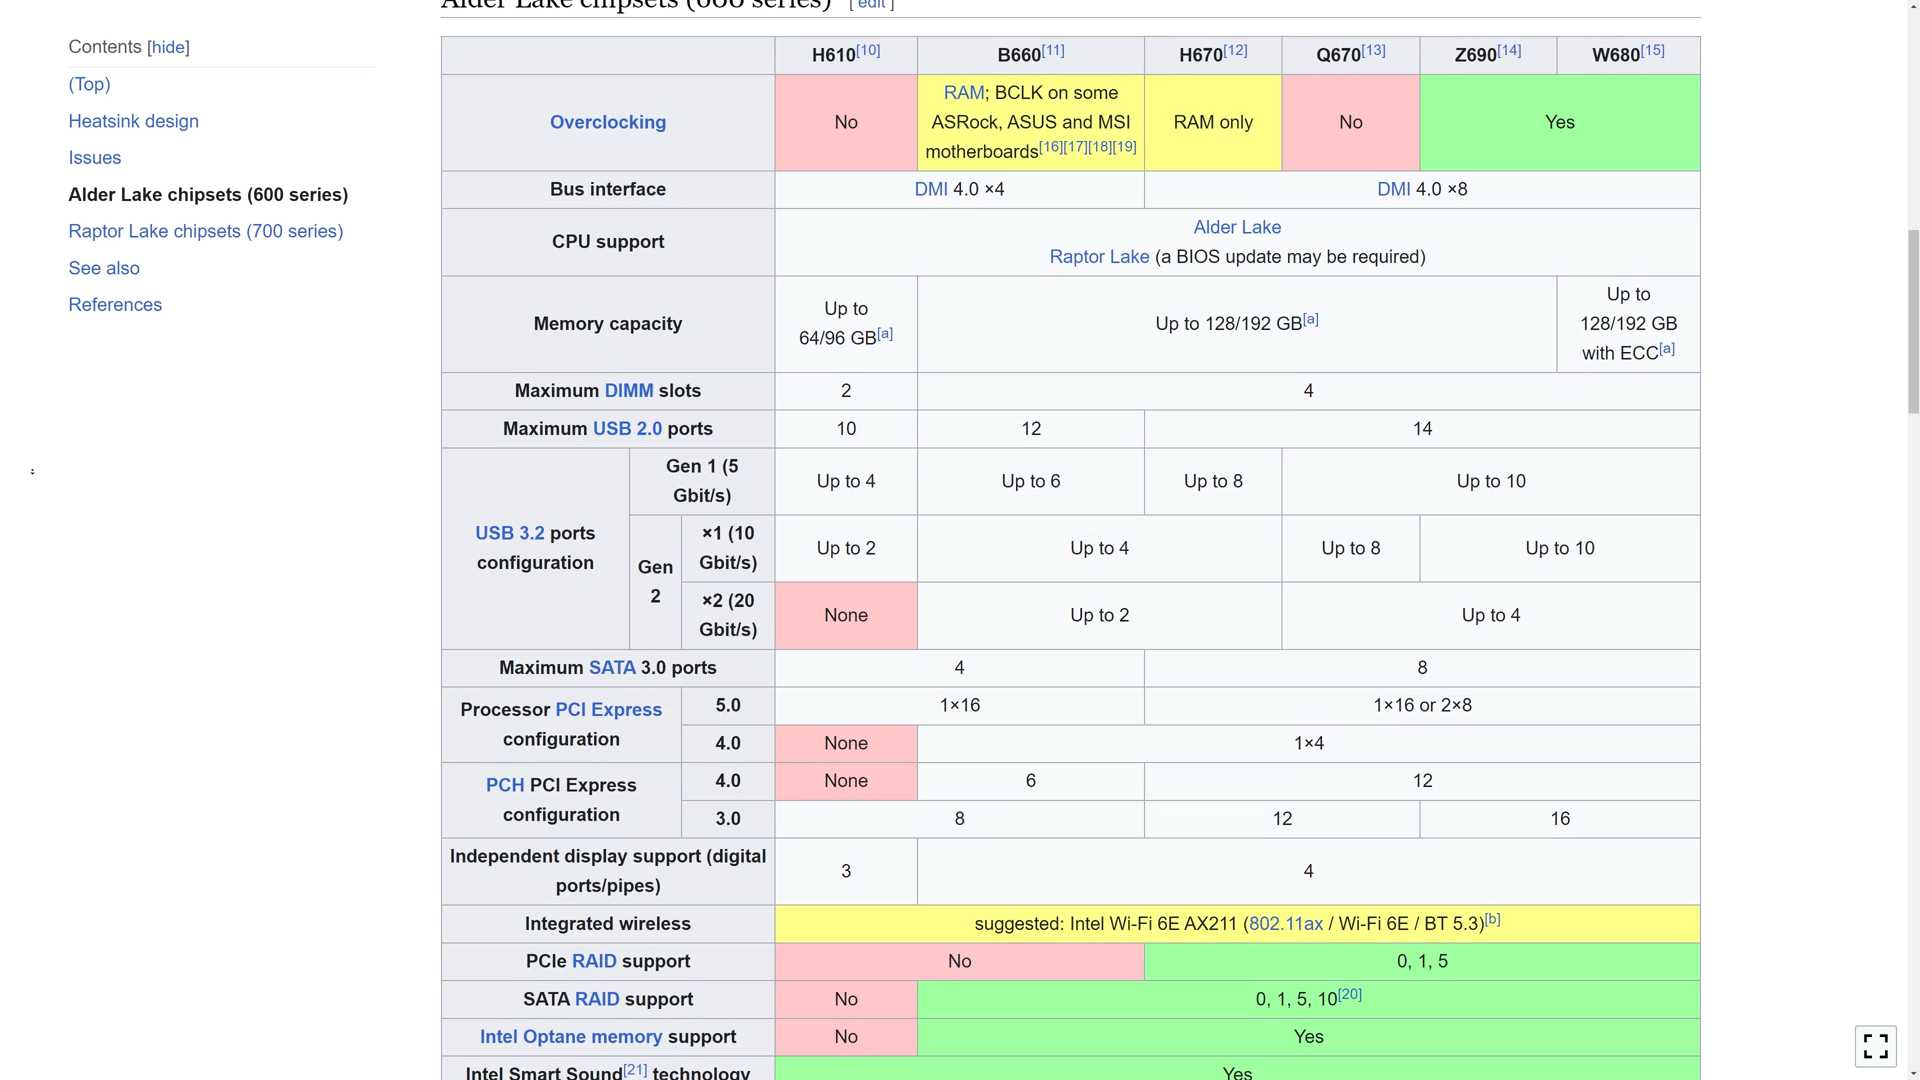 Alder Lake chipsets (600 series) [ edit ]
Contents [hide]
(Top)
Heatsink design
Issues
Alder Lake chipsets (600 series)
Raptor Lake chipsets (700 series)
See also
References
H610[10] B660[11] H670[12] Q670[13] Z690[14] W680[15]
Overclocking
No
RAM; BCLK on some
ASRock, ASUS and MSI
motherboards[16][17][18][19]
RAM only
No
Yes
Bus interface
DMI 4.0 ×4
DMI 4.0 ×8
CPU support
Alder Lake
Raptor Lake (a BIOS update may be required)
Memory capacity
Up to
64/96 GB[a]
Up to 128/192 GB[a]
Up to
128/192 GB
with ECC[a]
Maximum DIMM slots
2
4
Maximum USB 2.0 ports
10
12
14
USB 3.2 ports
configuration
Gen 1 (5
Gbit/s)
Up to 4
Up to 6
Up to 8
Up to 10
Gen
2
×1 (10
Gbit/s)
Up to 2
Up to 4
Up to 8
Up to 10
×2 (20
Gbit/s)
None
Up to 2
Up to 4
Maximum SATA 3.0 ports
4
8
Processor PCI Express
configuration
5.0
1×16
1×16 or 2×8
4.0
None
1×4
PCH PCI Express
configuration
4.0
None
6
12
3.0
8
12
16
Independent display support (digital
ports/pipes)
3
4
Integrated wireless
suggested: Intel Wi-Fi 6E AX211 (802.11ax / Wi-Fi 6E / BT 5.3)[b]
PCIe RAID support
No
0, 1, 5
SATA RAID support
No
0, 1, 5, 10[20]
Intel Optane memory support
No
Yes
Intel Smart Sound[21] technology
Yes